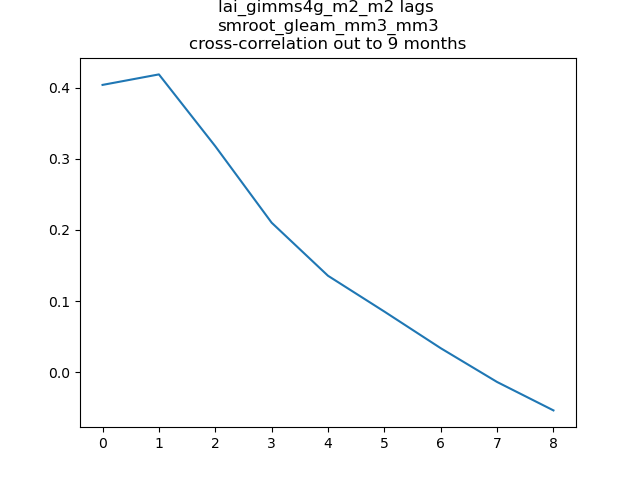 lai_gimms4g_m2_m2 lags
smroot_gleam_mm3_mm3
cross-correlation out to 9 months
0.4
0.3
0.2
0.1
0.0
0 1 2 3 4 5 6 7 8